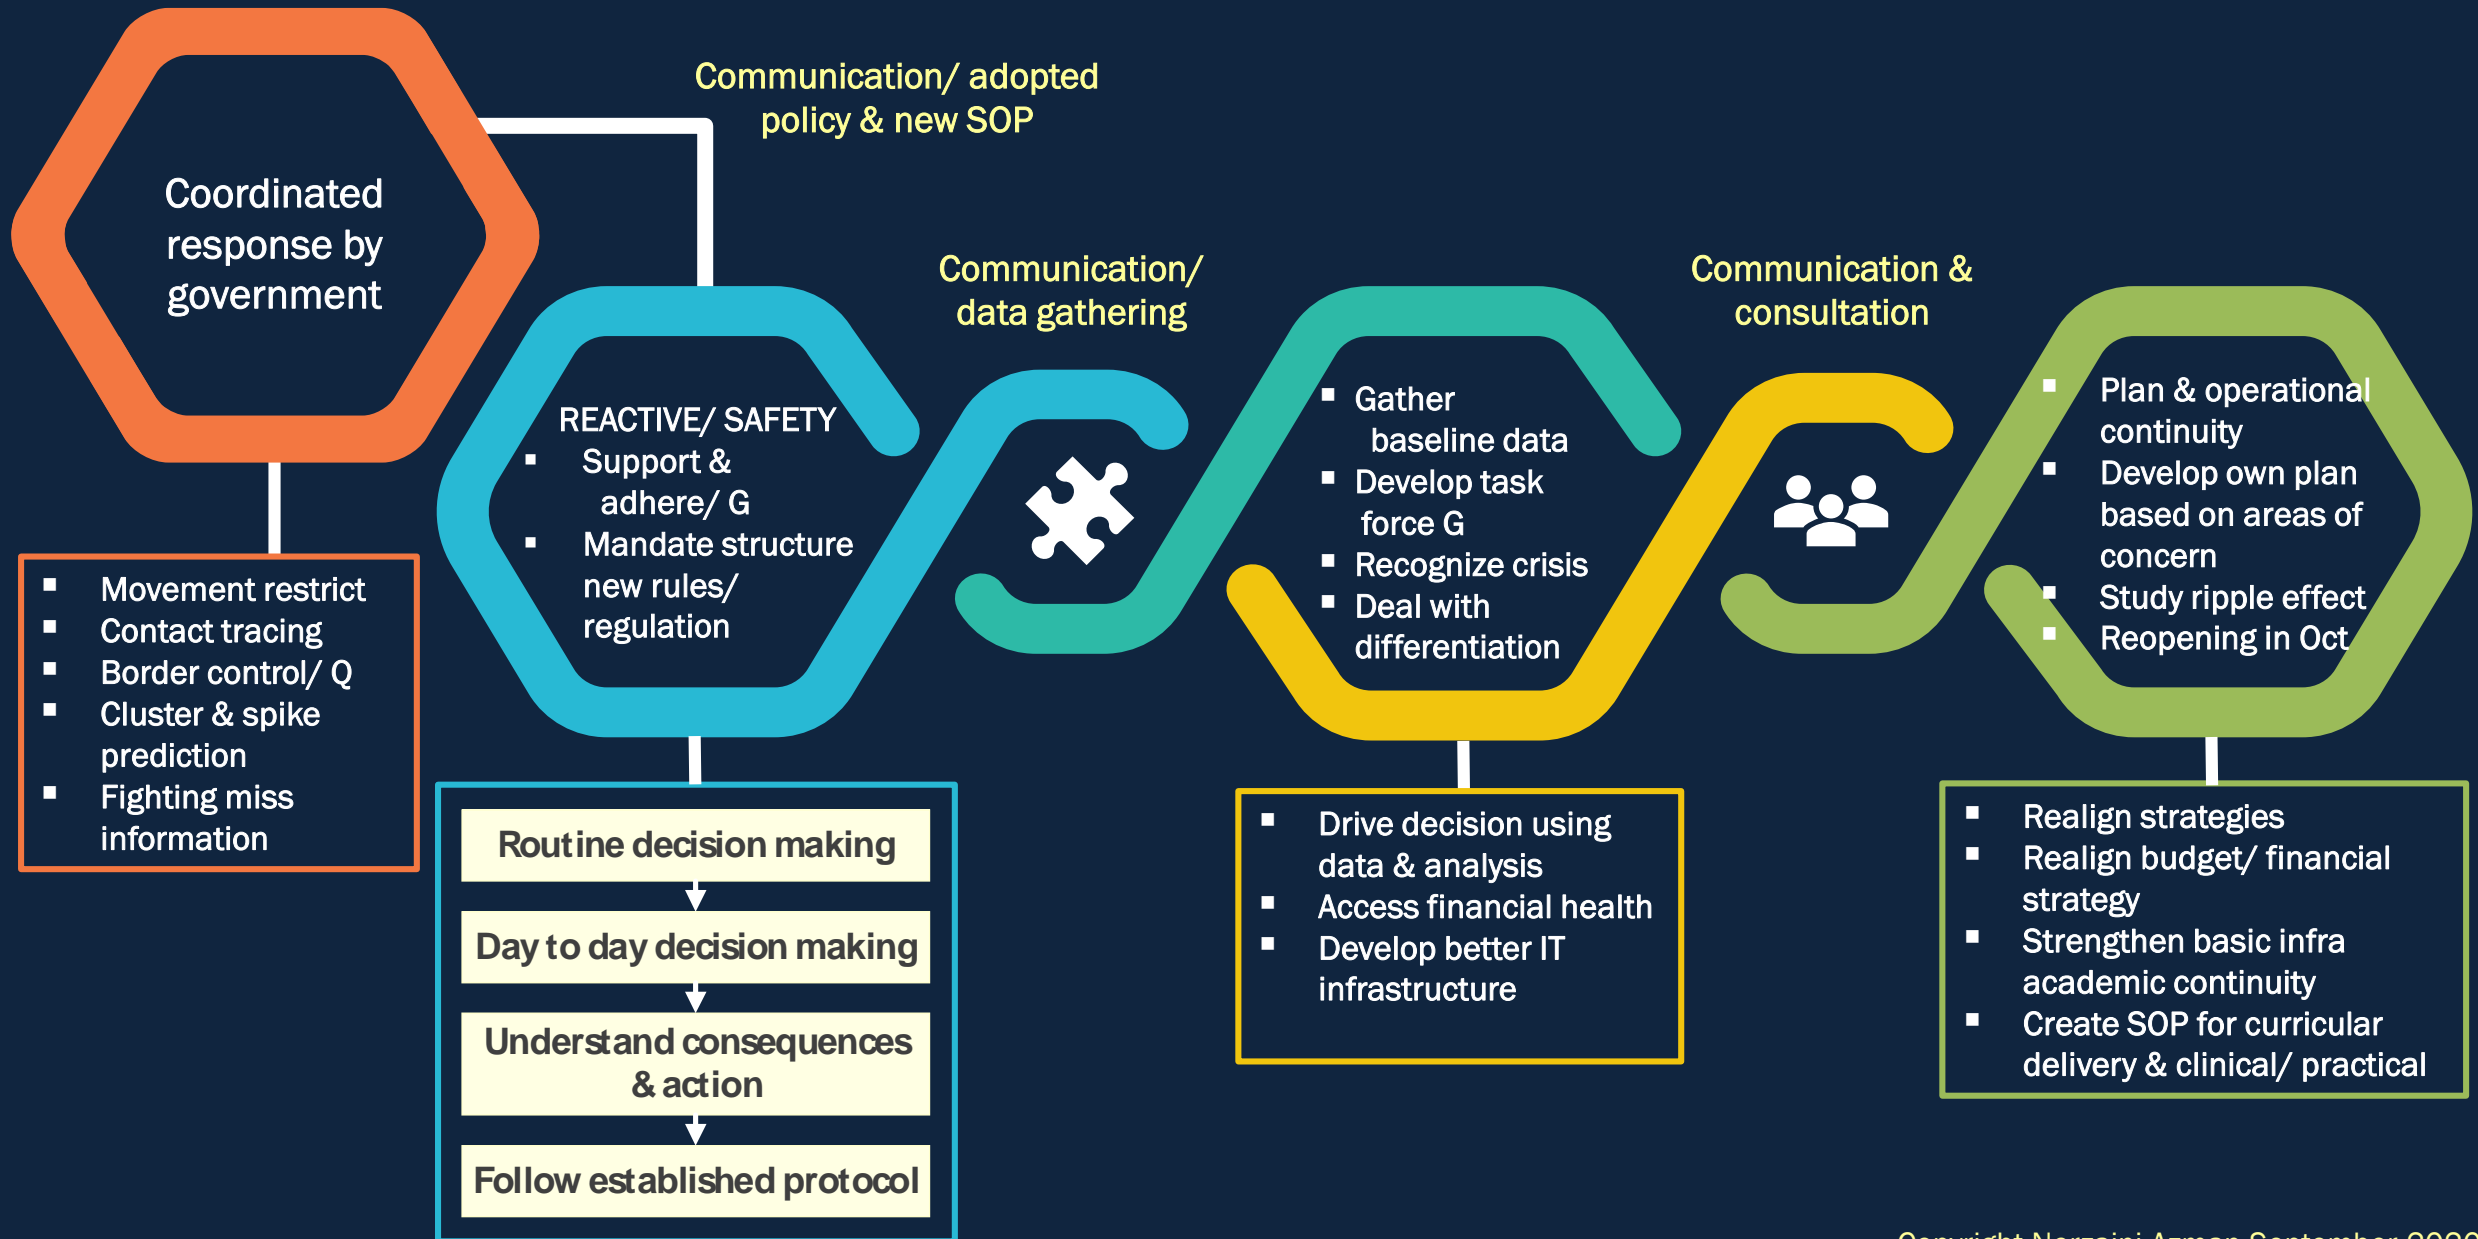 Coordinated
response by
government
Communication/ adopted
policy & new SOP
▪ Movement restrict
▪ Contact tracing
▪ Border control/ Q
▪ Cluster & spike
prediction
▪ Fighting miss
information
REACTIVE/ SAFETY
▪ Support &
adhere/ G
▪ Mandate structure
new rules/
regulation
Routine decision making
Day to day decision making
Understand consequences
& action
Follow established protocol
Communication/
data gathering
▪ Gather
baseline data
▪ Develop task
force G
▪ Recognize crisis
▪ Deal with
differentiation
▪ Drive decision using
data & analysis
▪ Access financial health
▪ Develop better IT
infrastructure
Communication &
consultation
▪ Plan & operational
continuity
▪ Develop own plan
based on areas of
concern
▪ Study ripple effect
▪ Reopening in Oct
▪ Realign strategies
▪ Realign budget/ financial
strategy
▪ Strengthen basic infra
academic continuity
▪ Create SOP for curricular
delivery & clinical/ practical
Copyright Norzaini Azman September 2020